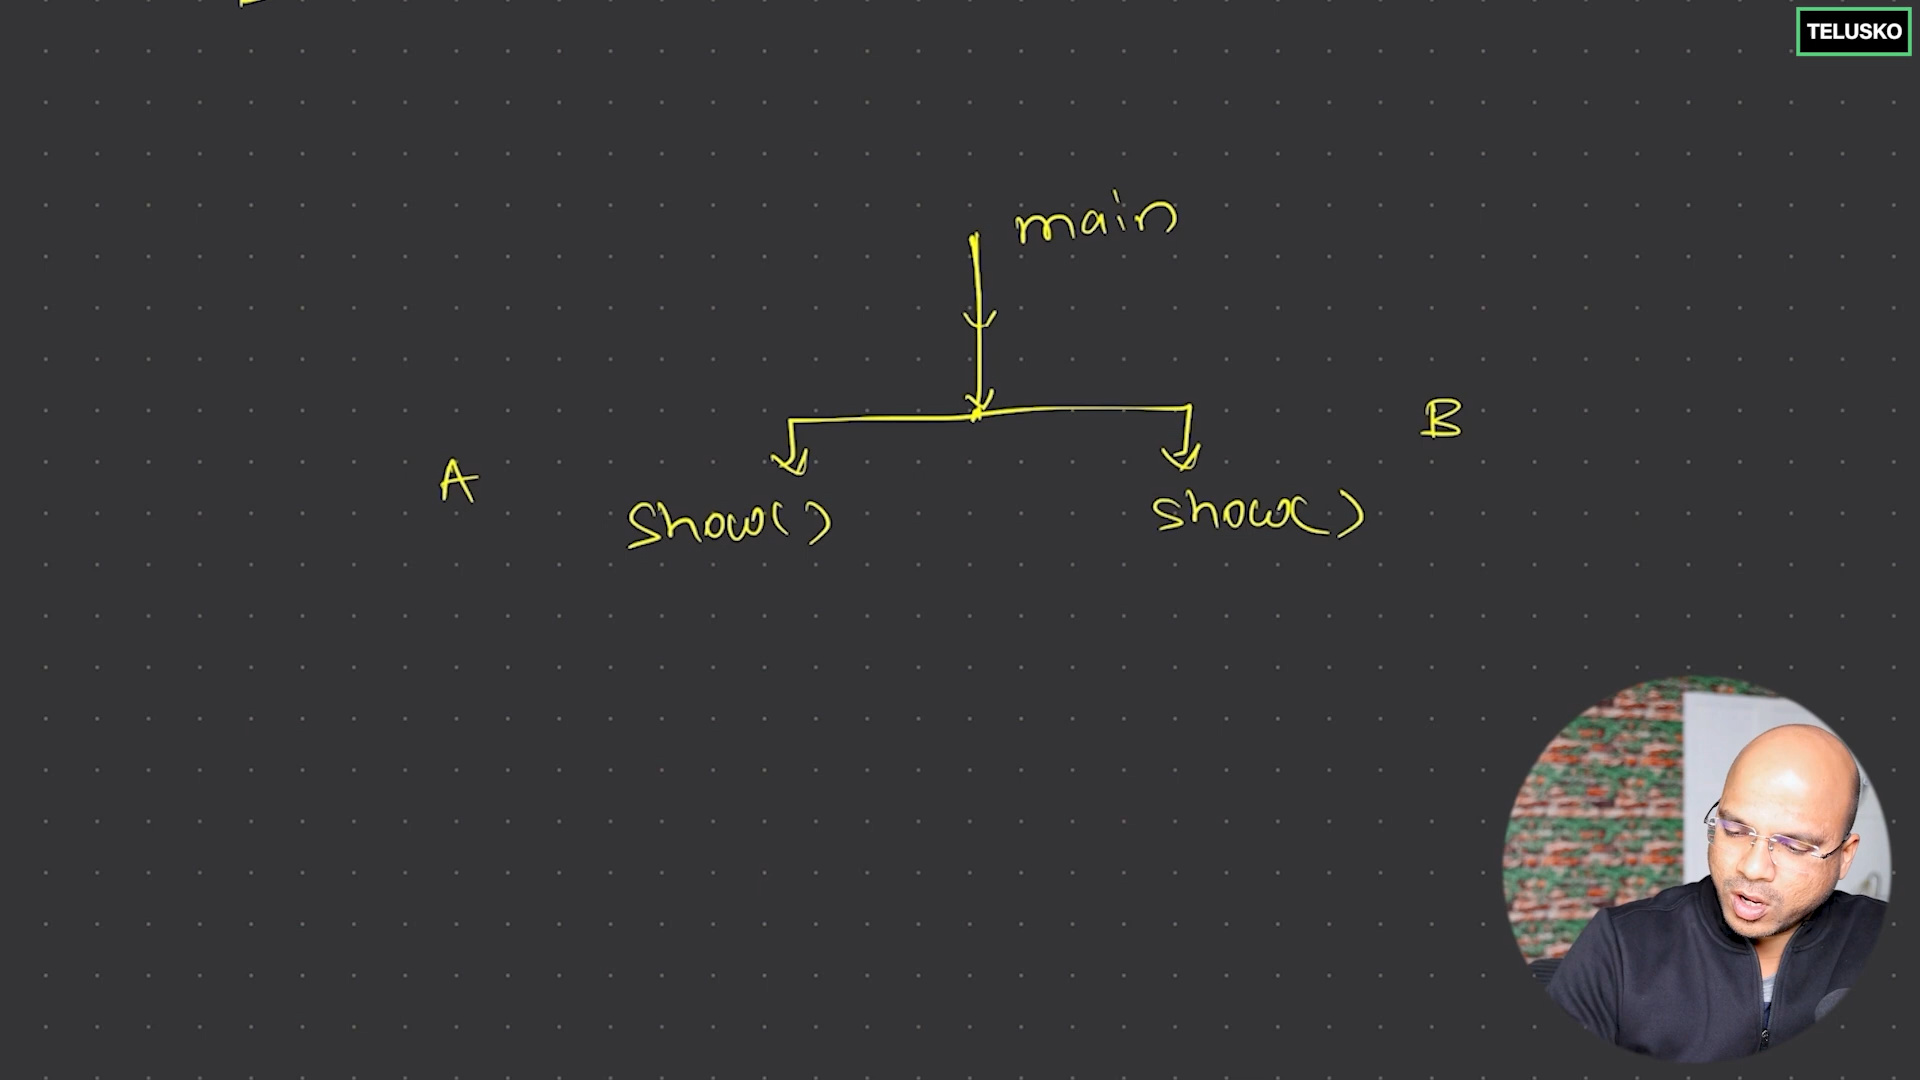 TELUSKO
main
B
A
show()
show()